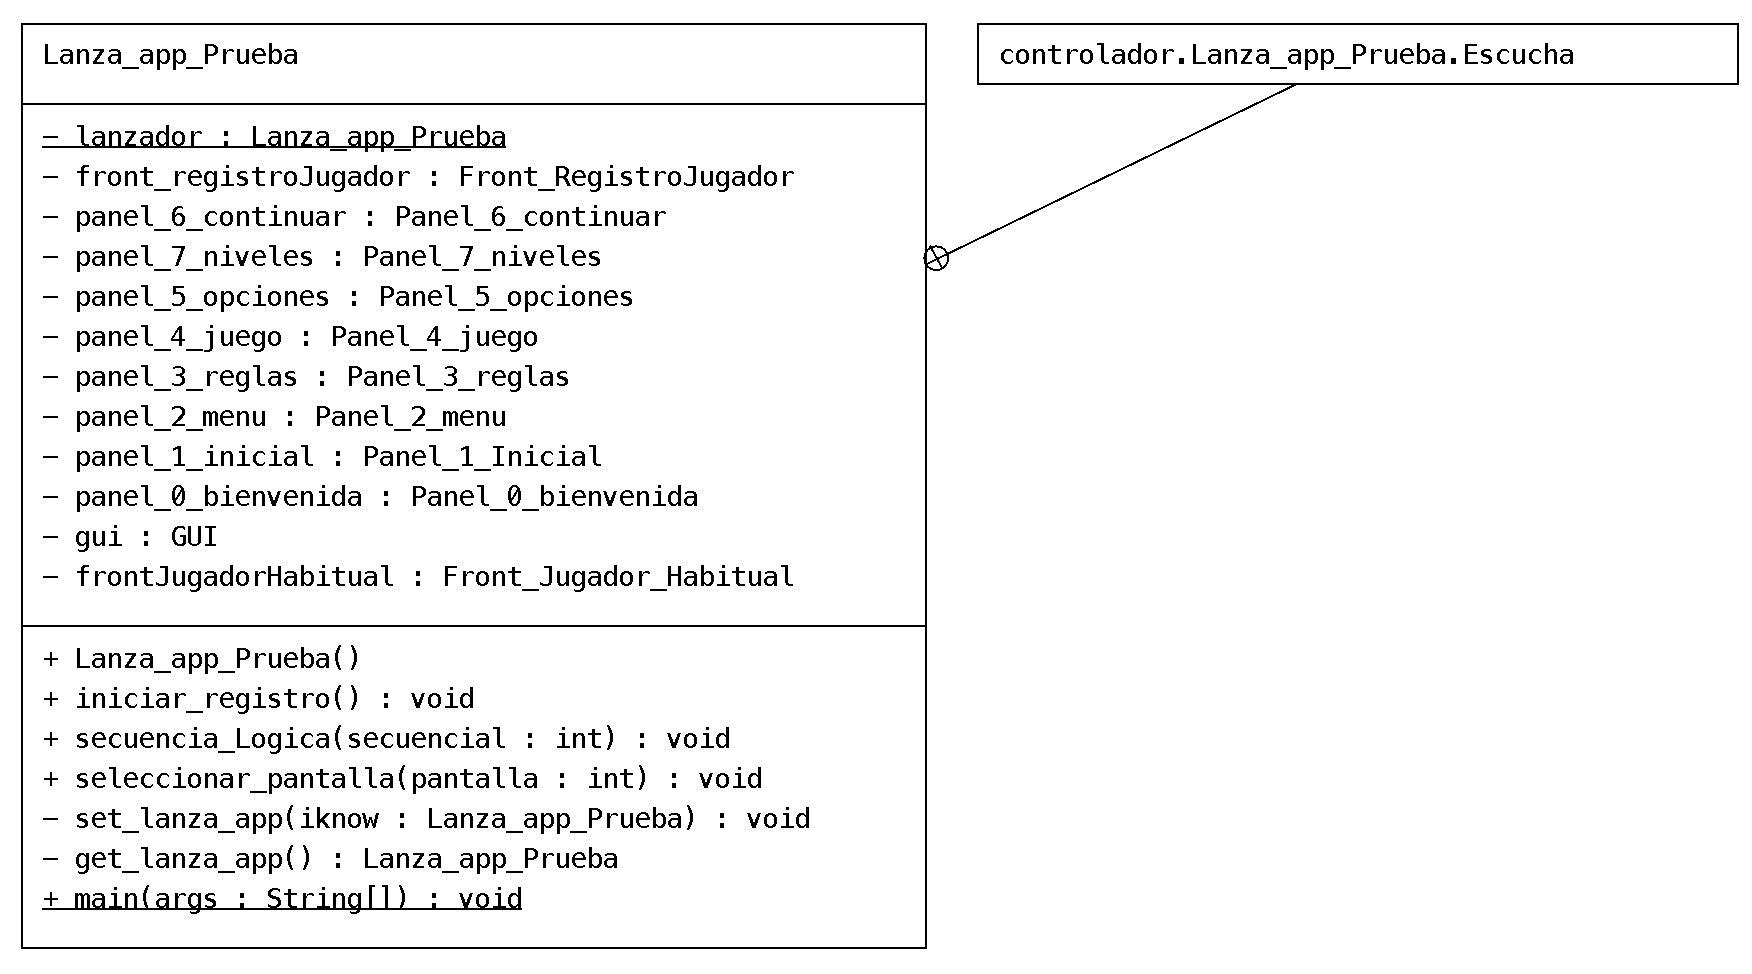 Lanza_app_Prueba
− lanzador : Lanza_app_Prueba
− front_registroJugador : Front_RegistroJugador
− panel_6_continuar : Panel_6_continuar
− panel_7_niveles : Panel_7_niveles
− panel_5_opciones : Panel_5_opciones
− panel_4_juego : Panel_4_juego
− panel_3_reglas : Panel_3_reglas
− panel_2_menu : Panel_2_menu
− panel_1_inicial : Panel_1_Inicial
− panel_0_bienvenida : Panel_0_bienvenida
− gui : GUI
− frontJugadorHabitual : Front_Jugador_Habitual
+ Lanza_app_Prueba()
+ iniciar_registro() : void
+ secuencia_Logica(secuencial : int) : void
+ seleccionar_pantalla(pantalla : int) : void
− set_lanza_app(iknow : Lanza_app_Prueba) : void
− get_lanza_app() : Lanza_app_Prueba
+ main(args : String[]) : void
controlador.Lanza_app_Prueba.Escucha